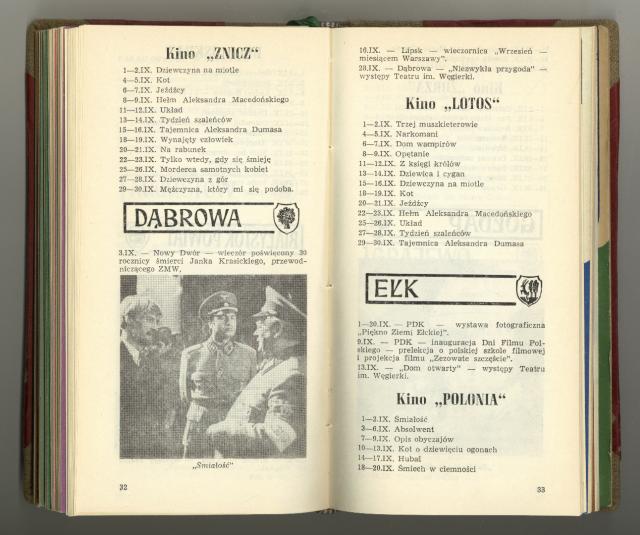 Kino „ZNICZ"
1—2.IX. Dziewczyna na miotle
4—5.IX. Kot
6—7.IX. Jeźdźcy
8—9.IX. Hełm Aleksandra Macedońskiego
11—12.IX. Układ
13—14.IX. Tydzień szaleńców
15—16.IX. Tajemnica Aleksandra Dumasa
18—19.IX. Wynajęty człowiek
20—21.IX. Na rabunek
22—23.IX. Tylko wtedy, gdy się śmieję
25—26.IX. Morderca samotnych kobiet
27—28.IX. Dziewczyna z gór
29—30.IX. Mężczyzna, który mi się podoba.
DĄBROWA
3.IX. — Nowy Dwór — wieczór poświęcony 30
rocznicy śmierci Janka Krasickiego, przewod-
niczącego ZMW.
„Śmiałość"
32
16.IX. — Lipsk — wieczornica „Wrzesień —
miesiącem Warszawy".
23.IX. — Dąbrowa — „Niezwykła przygoda" —
występy Teatru im. Węgierki.
Kino „LOTOS"
1—2.IX. Trzej muszkieterowie
4—5.IX. Narkomani
6—7.IX. Dom wampirów
8—9.IX. Opętanie
11—12.IX. Z księgi królów
13—14.IX. Dziewica i cygan
15—16.IX. Dziewczyna na miotle
18—19.IX. Kot
20—21.IX. Jeźdźcy
22—23.IX. Hełm Aleksandra Macedońskiego
25—26.IX. Układ
27—28.IX. Tydzień szaleńców
29—30.IX. Tajemnica Aleksandra Dumasa
EŁK
1—30.IX. — PDK — wystawa fotograficzna
„Piękno Ziemi Ełckiej".
9.IX. — PDK — inauguracja Dni Filmu Pol-
skiego — prelekcja o polskiej szkole filmowej
i projekcja filmu „Zezowate szczęście".
13.IX. — „Dom otwarty" — występy Teatru
im. Węgierki.
Kino „POLONIA"
1—2.IX. Śmiałość
3—6.IX. Absolwent
7—9.IX. Opis obyczajów
10—13.IX. Kot o dziewięciu ogonach
14—17.IX. Hubal
18—20.IX. Śmiech w ciemności
33